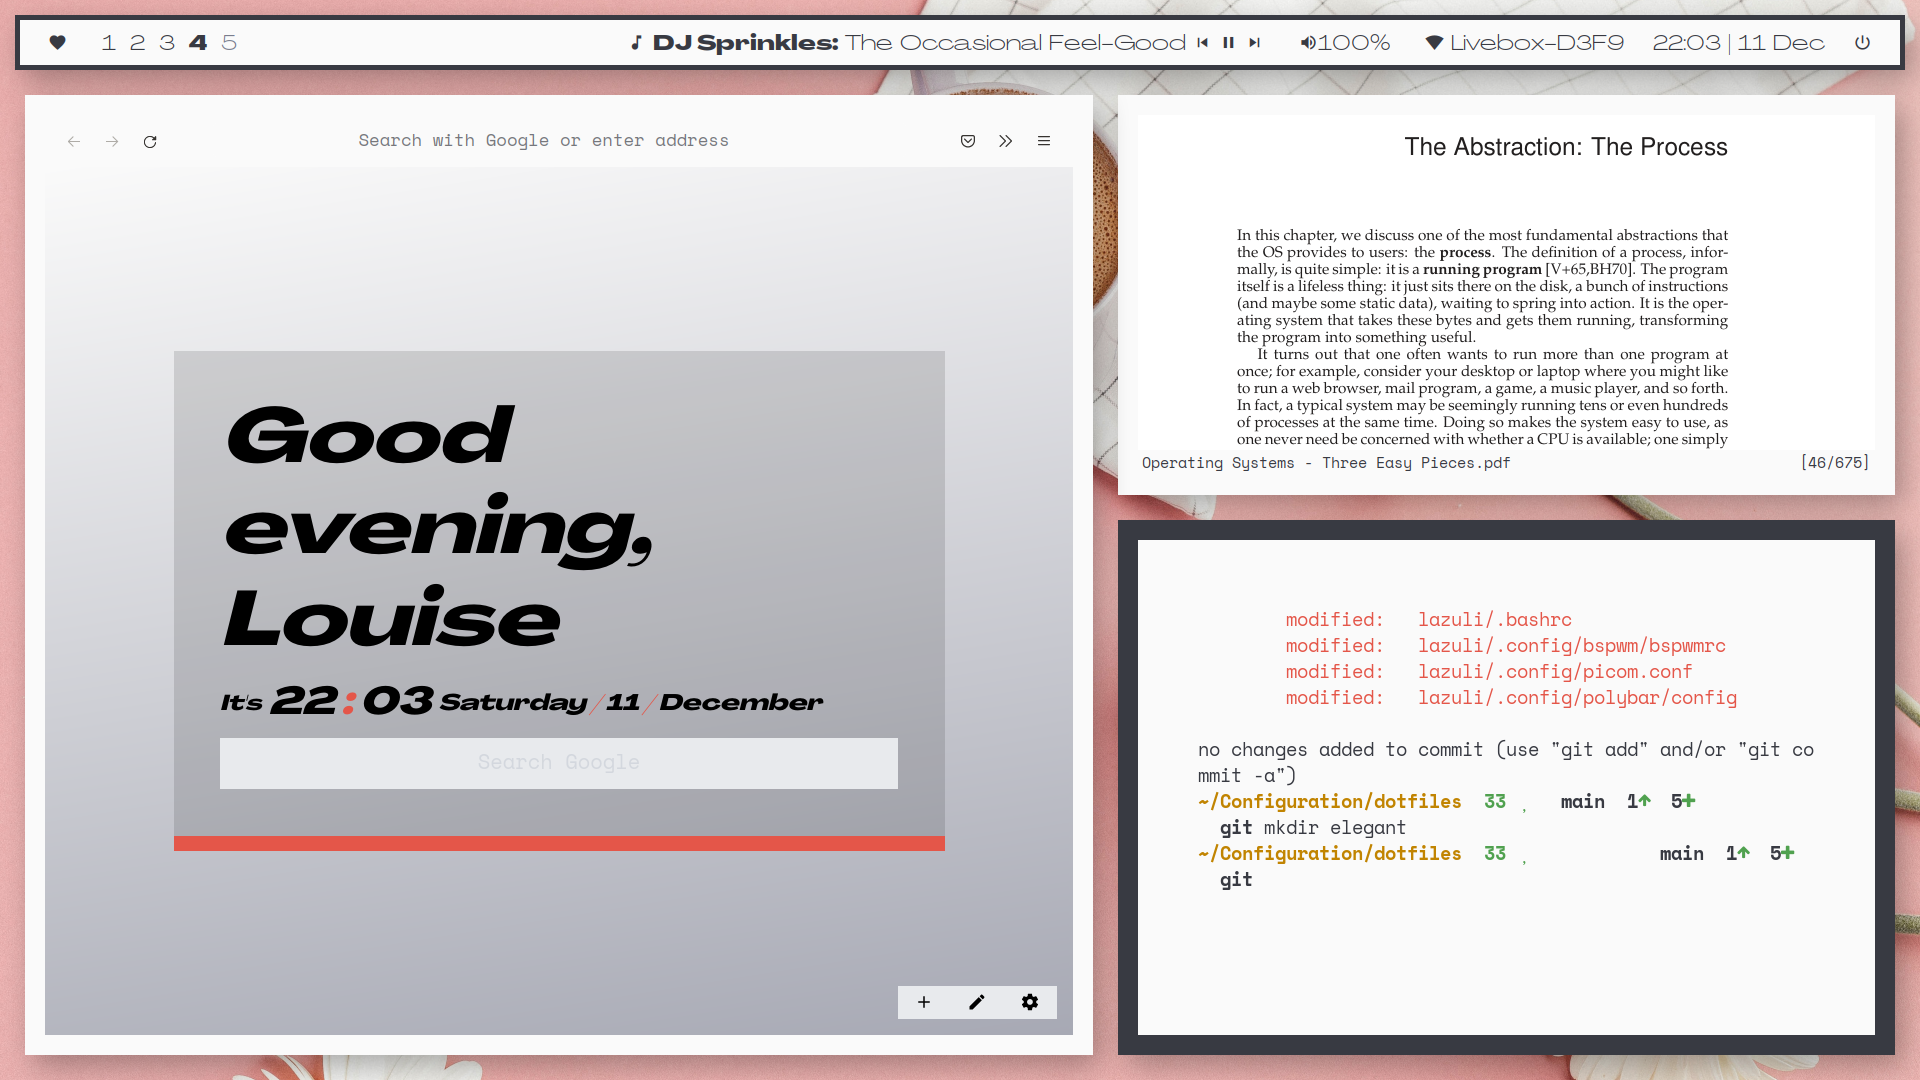 1 2 3 4 5
DJ Sprinkles: The Occasional Feel-Good
100%
Livebox-D3F9
22:03 | 11 Dec
Search with Google or enter address
Good
evening,
Louise
It's 22:03 Saturday / 11 / December
Search Google
The Abstraction: The Process
In this chapter, we discuss one of the most fundamental abstractions that
the OS provides to users: the process. The definition of a process, infor-
mally, is quite simple: it is a running program [V+65,BH70]. The program
itself is a lifeless thing: it just sits there on the disk, a bunch of instructions
(and maybe some static data), waiting to spring into action. It is the oper-
ating system that takes these bytes and gets them running, transforming
the program into something useful.
It turns out that one often wants to run more than one program at
once; for example, consider your desktop or laptop where you might like
to run a web browser, mail program, a game, a music player, and so forth.
In fact, a typical system may be seemingly running tens or even hundreds
of processes at the same time. Doing so makes the system easy to use, as
one never need be concerned with whether a CPU is available; one simply
Operating Systems - Three Easy Pieces.pdf [46/675]
modified: lazuli/.bashrc
modified: lazuli/.config/bspwm/bspwmrc
modified: lazuli/.config/picom.conf
modified: lazuli/.config/polybar/config
no changes added to commit (use "git add" and/or "git co
mmit -a")
~/Configuration/dotfiles 33 , main 1↑ 5+
git mkdir elegant
~/Configuration/dotfiles 33 , main 1↑ 5+
git